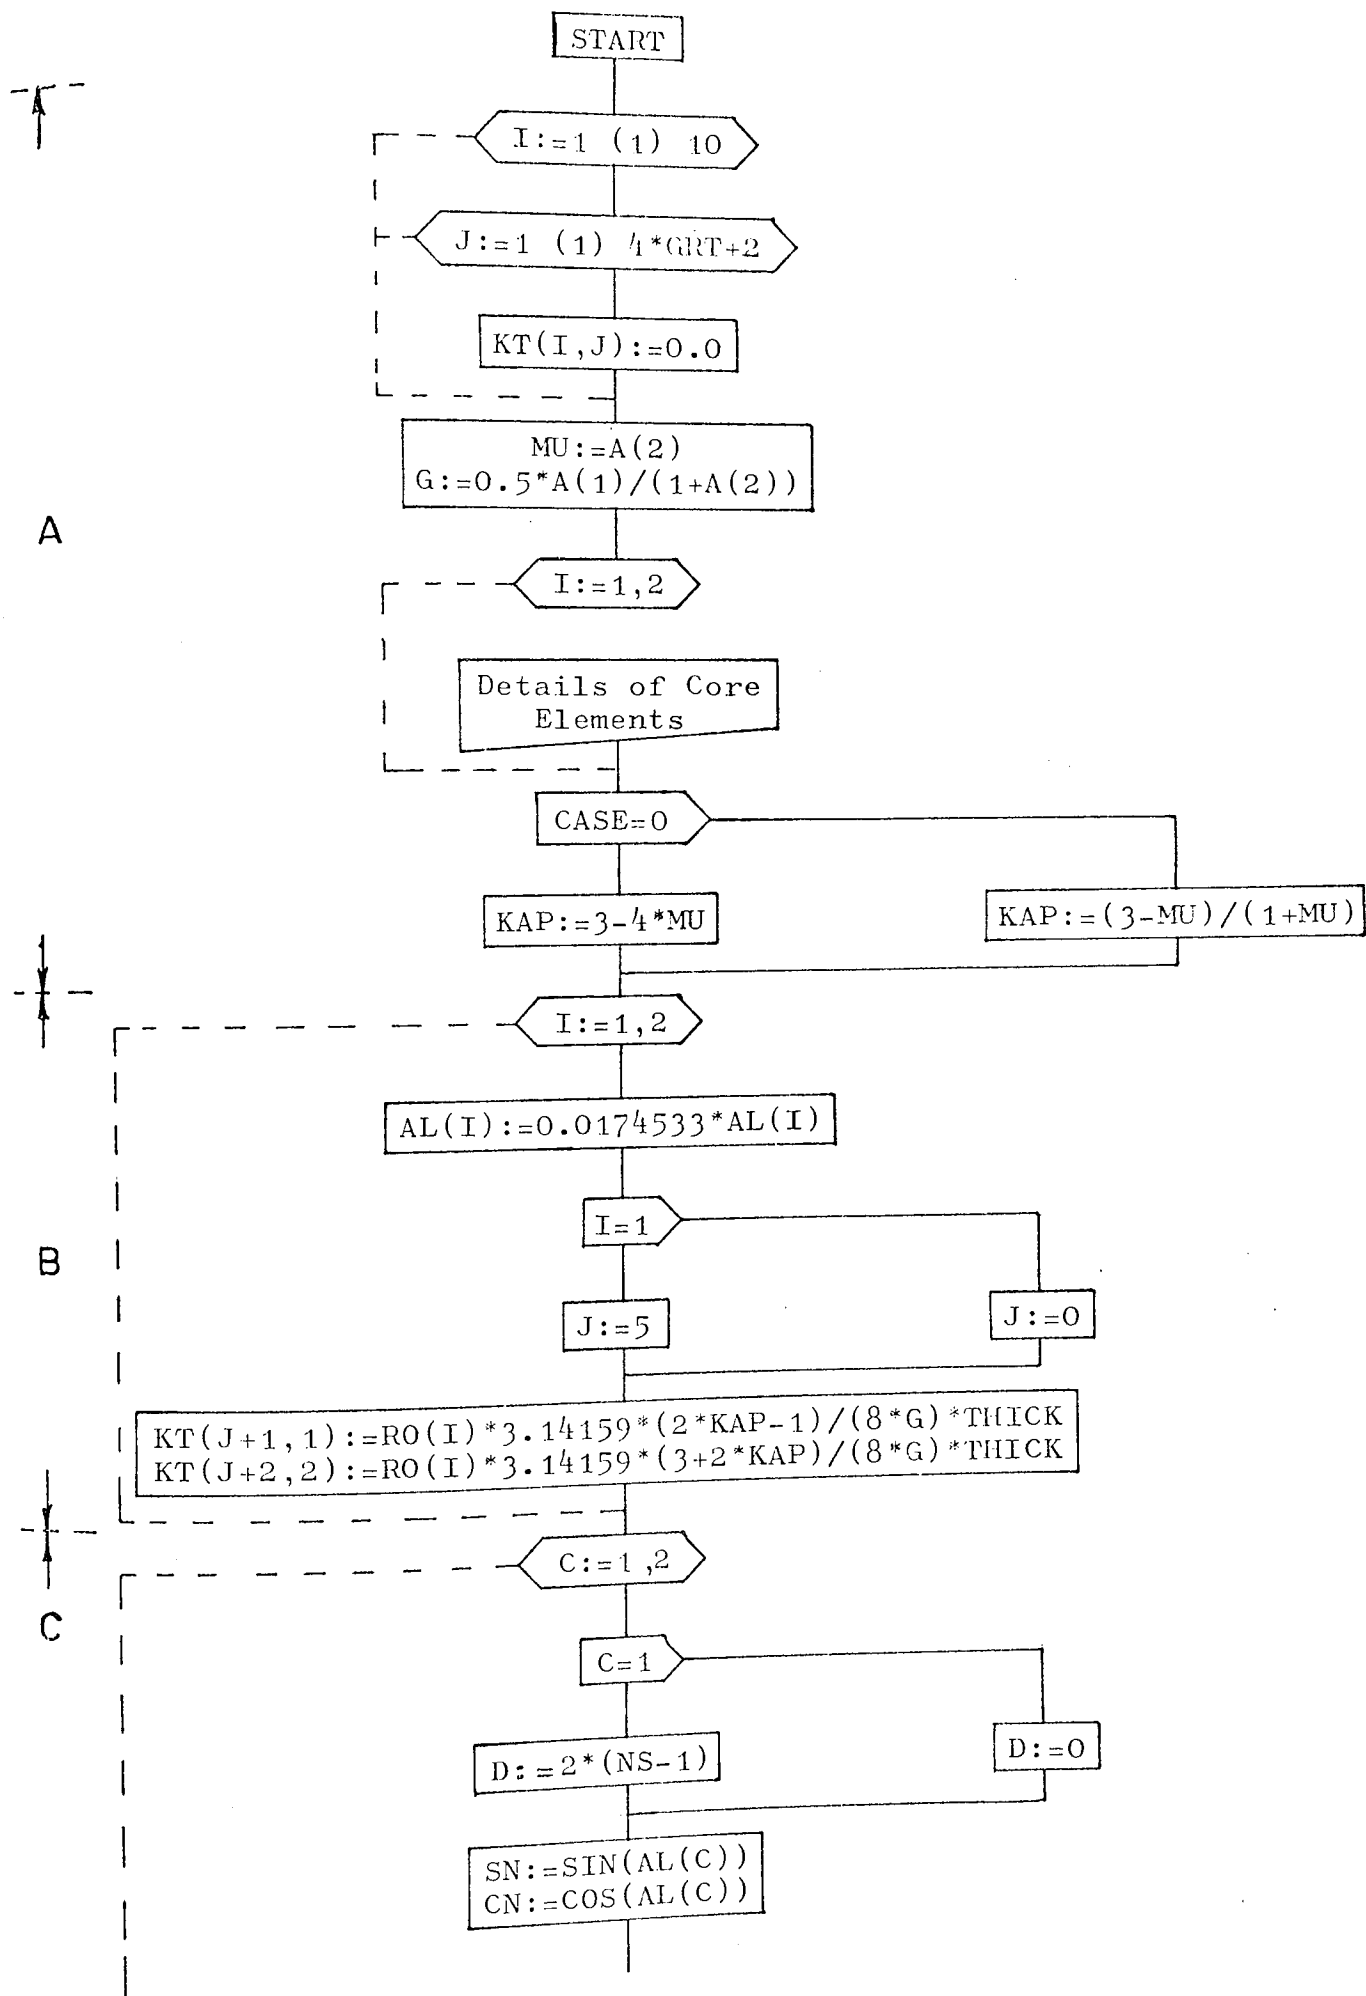 START
I:=1 (1) 10
J:=1 (1) 4*GRT+2
KT(I,J):=0.0
MU:=A(2)
G:=0.5*A(1)/(1+A(2))
A
I:=1,2
Details of Core
Elements
CASE=0
KAP:=3-4*MU
KAP:=(3-MU)/(1+MU)
I:=1,2
AL(I):=0.0174533*AL(I)
I=1
B
J:=5
J:=0
KT(J+1,1):=RO(I)*3.14159*(2*KAP-1)/(8*G)*THICK
KT(J+2,2):=RO(I)*3.14159*(3+2*KAP)/(8*G)*THICK
C:=1,2
C
C=1
D:=2*(NS-1)
D:=0
SN:=SIN(AL(C))
CN:=COS(AL(C))